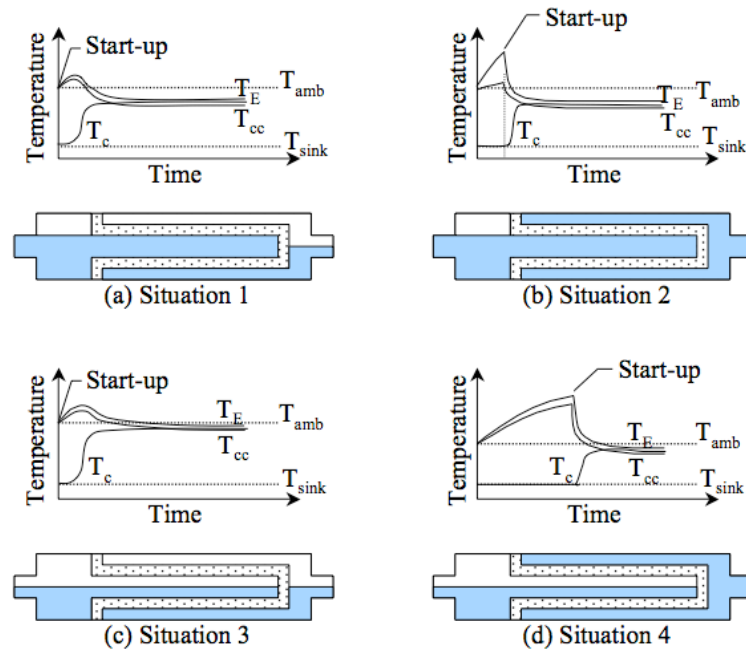 Start-up
Temperature
T_E
T_amb
T_c
T_cc
T_sink
Time
(a) Situation 1
Start-up
Temperature
T_E
T_amb
T_c
T_cc
T_sink
Time
(b) Situation 2
Start-up
Temperature
T_E
T_amb
T_c
T_cc
T_sink
Time
(c) Situation 3
Start-up
Temperature
T_E
T_amb
T_c
T_cc
T_sink
Time
(d) Situation 4